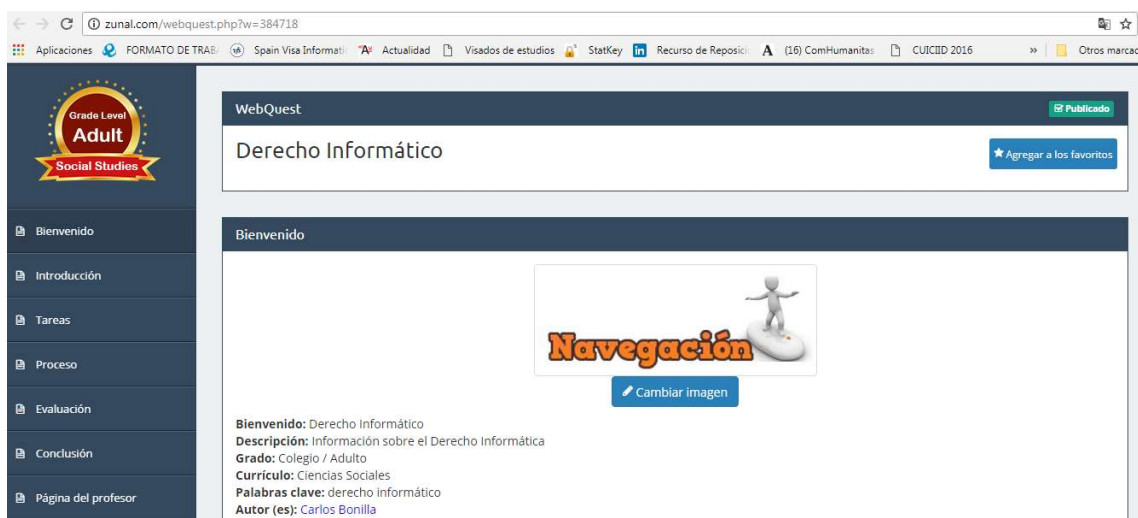 zunal.com/webquest.php?w=384718
Aplicaciones FORMATO DE TRAB Spain Visa Informati "A" Actualidad Visados de estudios StatKey in Recurso de Reposici A (16) ComHumanitas CUICIID 2016 » Otros marcad
Grade Level
Adult
Social Studies
Bienvenido
Introducción
Tareas
Proceso
Evaluación
Conclusión
Página del profesor
WebQuest
Publicado
Derecho Informático
Agregar a los favoritos
Bienvenido
Navegación
Cambiar imagen
Bienvenido: Derecho Informático
Descripción: Información sobre el Derecho Informática
Grado: Colegio / Adulto
Currículo: Ciencias Sociales
Palabras clave: derecho informático
Autor (es): Carlos Bonilla